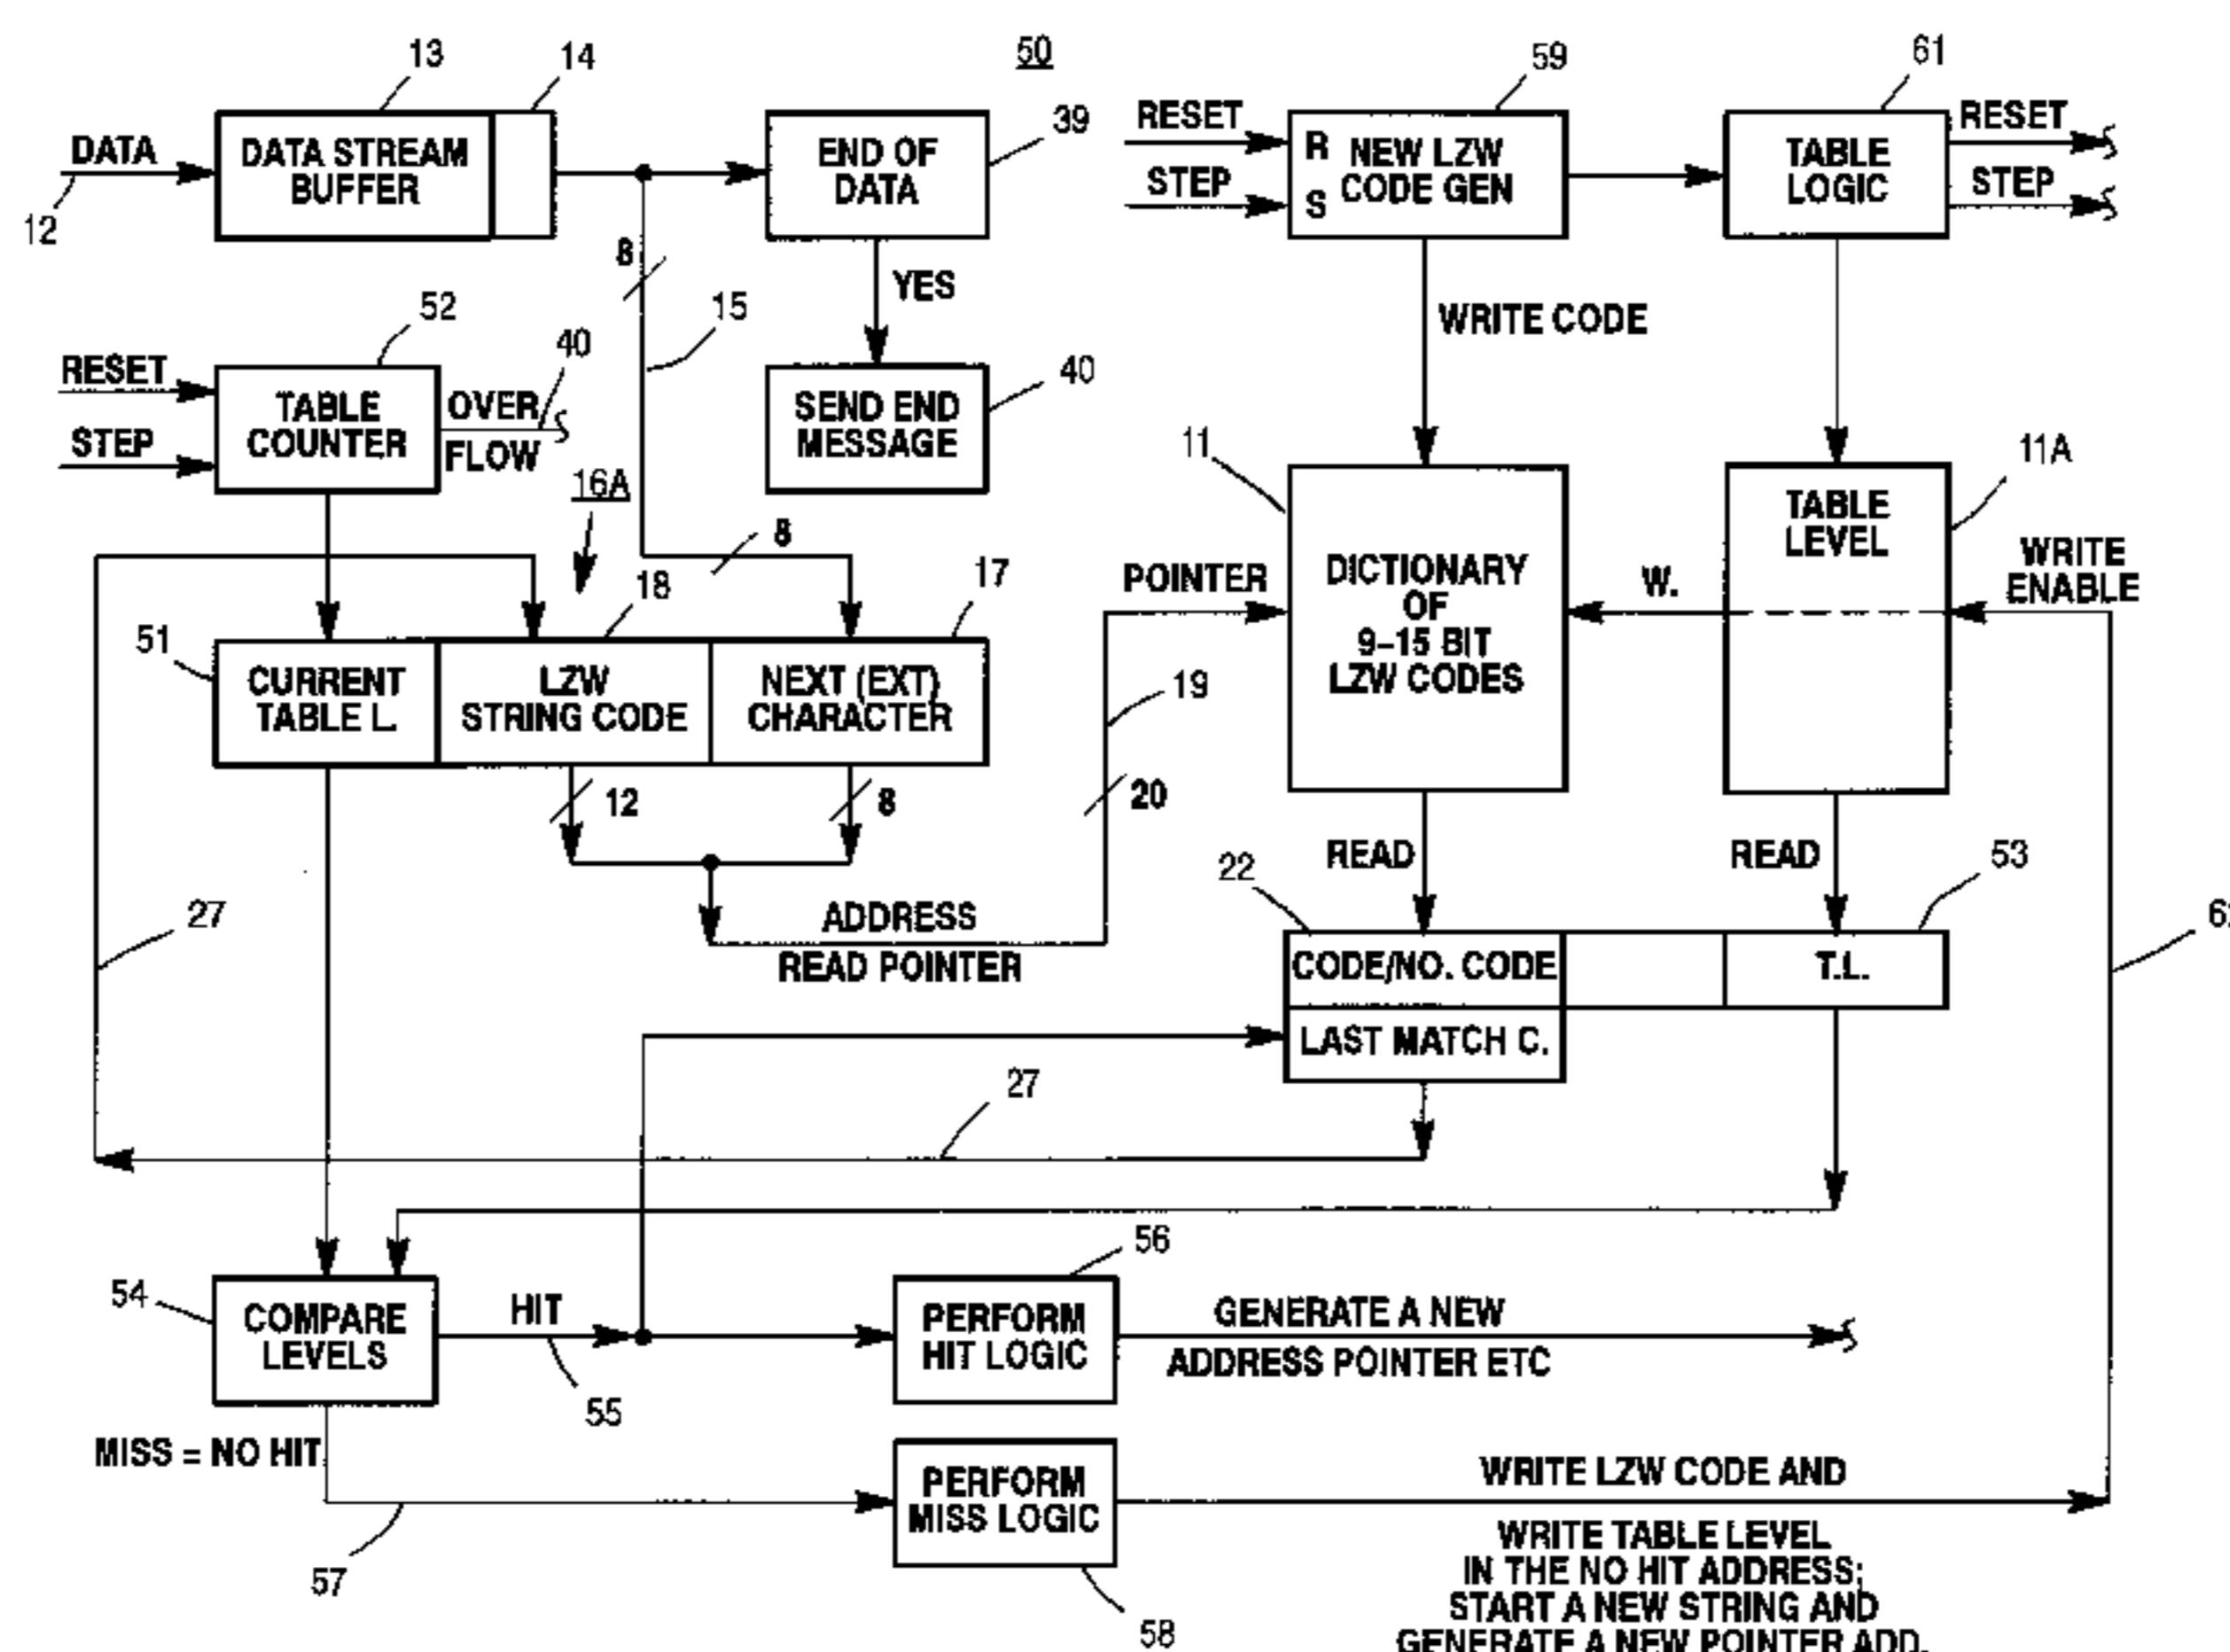 13
14
50
59
61
DATA
DATA STREAM
BUFFER
12
END OF
DATA
39
RESET
STEP
R
S
NEW LZW
CODE GEN
TABLE
LOGIC
RESET
STEP
8
15
YES
WRITE CODE
52
40
RESET
STEP
TABLE
COUNTER
OVER
FLOW
SEND END
MESSAGE
40
16A
8
11
11A
TABLE
LEVEL
WRITE
ENABLE
POINTER
DICTIONARY
OF
9-15 BIT
LZW CODES
W.
51
18
17
CURRENT
TABLE L.
LZW
STRING CODE
NEXT (EXT)
CHARACTER
19
12
8
20
READ
READ
22
53
27
ADDRESS
READ POINTER
CODE/NO. CODE
T.L.
LAST MATCH C.
27
54
COMPARE
LEVELS
HIT
55
56
PERFORM
HIT LOGIC
GENERATE A NEW
ADDRESS POINTER ETC
MISS = NO HIT
57
PERFORM
MISS LOGIC
58
WRITE LZW CODE AND
WRITE TABLE LEVEL
IN THE NO HIT ADDRESS;
START A NEW STRING AND
GENERATE A NEW POINTER ADD.